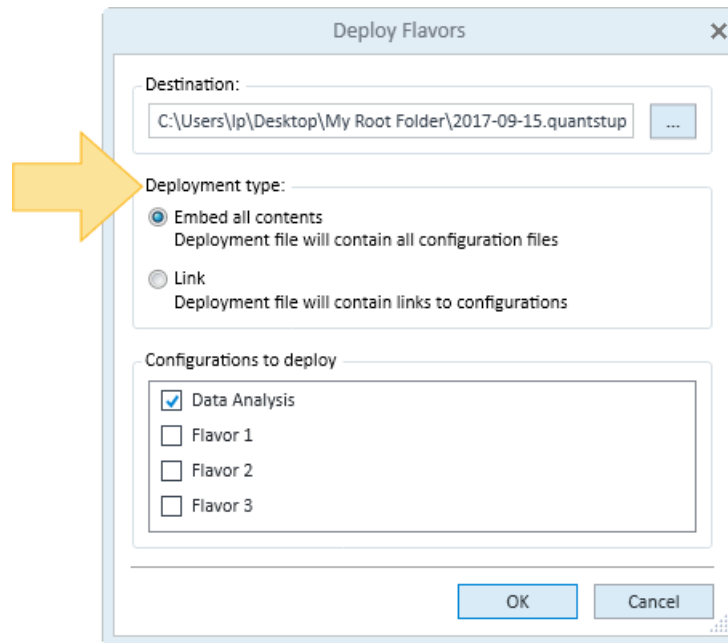 Deploy Flavors
Destination:
C:\Users\lp\Desktop\My Root Folder\2017-09-15.quantstup
...
Deployment type:
Embed all contents
Deployment file will contain all configuration files
Link
Deployment file will contain links to configurations
Configurations to deploy
Data Analysis
Flavor 1
Flavor 2
Flavor 3
OK
Cancel